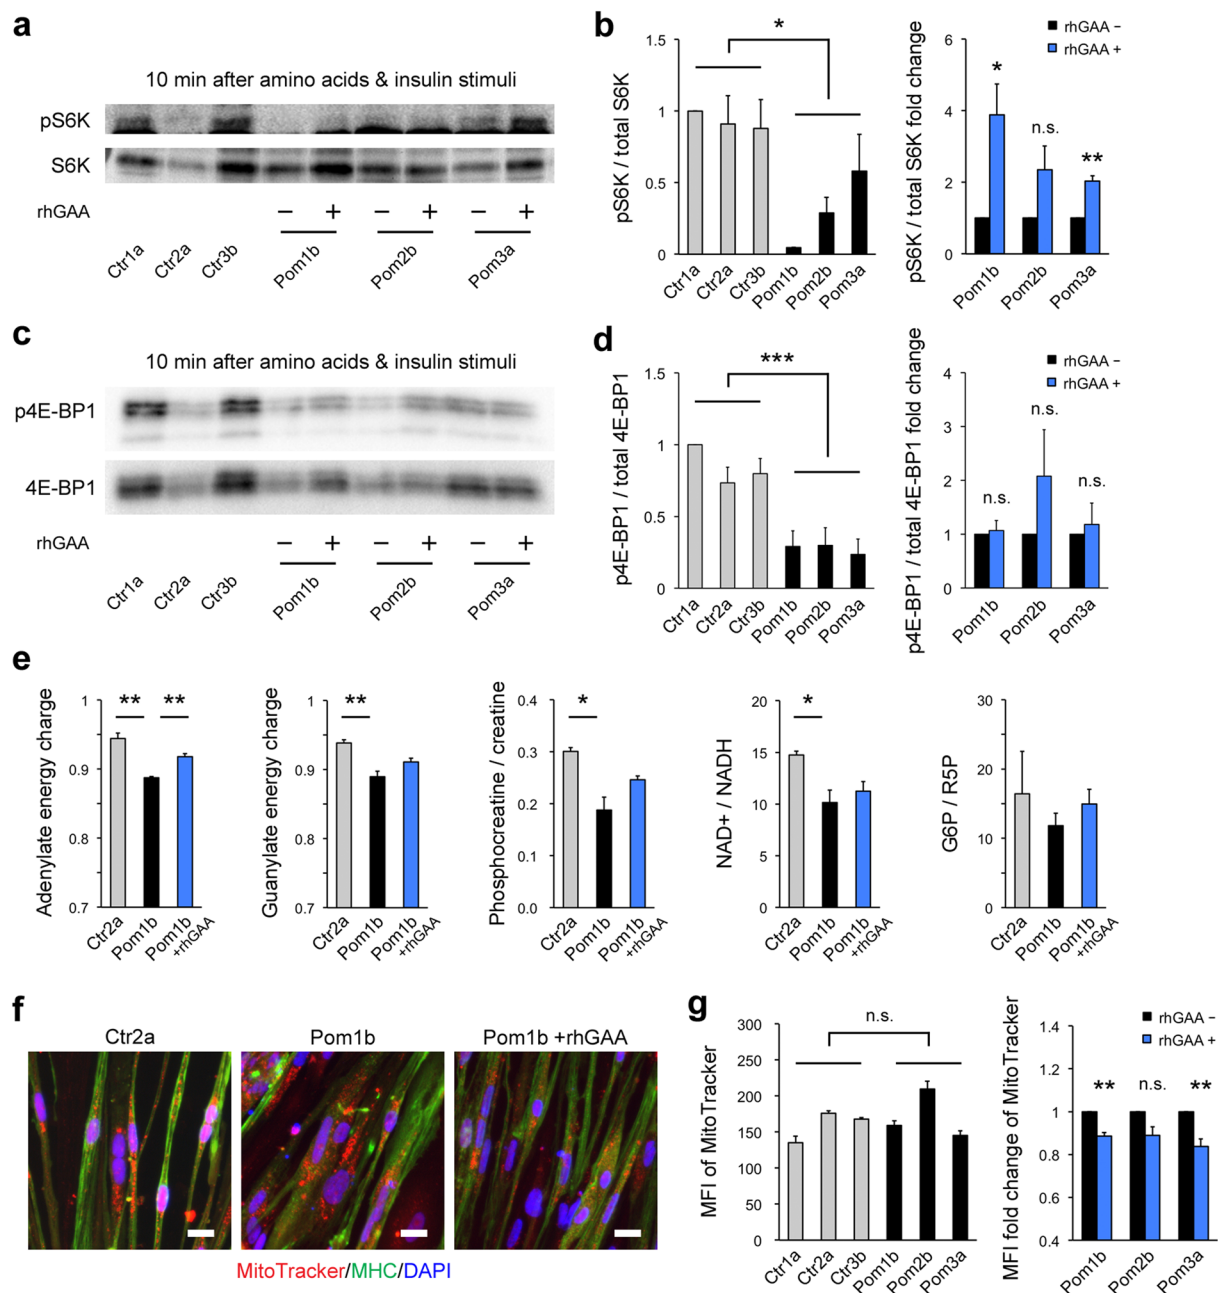 a
10 min after amino acids & insulin stimuli
pS6K
S6K
rhGAA
− + − + − +
Ctr1a Ctr2a Ctr3b Pom1b Pom2b Pom3a
b
pS6K / total S6K
1.5
1
0.5
0
*
Ctr1a Ctr2a Ctr3b Pom1b Pom2b Pom3a
pS6K / total S6K fold change
6
4
2
0
rhGAA −
rhGAA +
*
n.s.
**
Pom1b Pom2b Pom3a
c
10 min after amino acids & insulin stimuli
p4E-BP1
4E-BP1
rhGAA
− + − + − +
Ctr1a Ctr2a Ctr3b Pom1b Pom2b Pom3a
d
p4E-BP1 / total 4E-BP1
1.5
1
0.5
0
***
Ctr1a Ctr2a Ctr3b Pom1b Pom2b Pom3a
p4E-BP1 / total 4E-BP1 fold change
4
3
2
1
0
rhGAA −
rhGAA +
n.s.
n.s.
n.s.
Pom1b Pom2b Pom3a
e
Adenylate energy charge
1
0.9
0.8
0.7
** **
Ctr2a Pom1b Pom1b
+rhGAA
Guanylate energy charge
1
0.9
0.8
0.7
**
Ctr2a Pom1b Pom1b
+rhGAA
Phosphocreatine / creatine
0.4
0.3
0.2
0.1
0.0
*
Ctr2a Pom1b Pom1b
+rhGAA
NAD+ / NADH
20
15
10
5
0
*
Ctr2a Pom1b Pom1b
+rhGAA
G6P / R5P
30
20
10
0
Ctr2a Pom1b Pom1b
+rhGAA
f
Ctr2a Pom1b Pom1b +rhGAA
MitoTracker/MHC/DAPI
g
MFI of MitoTracker
300
250
200
150
100
50
0
n.s.
Ctr1a Ctr2a Ctr3b Pom1b Pom2b Pom3a
MFI fold change of MitoTracker
1.4
1.2
1
0.8
0.6
0.4
rhGAA −
rhGAA +
** n.s. **
Pom1b Pom2b Pom3a